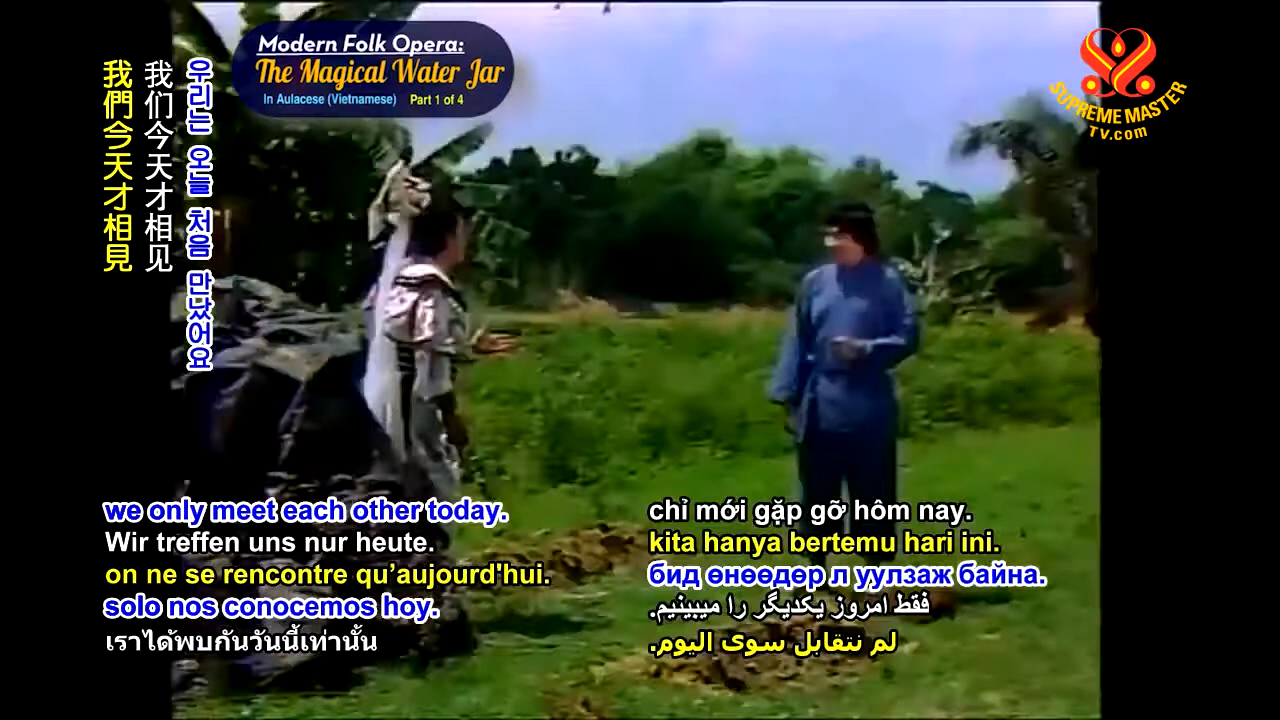 Modern Folk Opera:
The Magical Water Jar
In Aulacese (Vietnamese) Part 1 of 4
SUPREME MASTER
TV.com
我們今天才相見
我们今天才相见
우리는 오늘 처음 만났어요
we only meet each other today.
Wir treffen uns nur heute.
on ne se rencontre qu’aujourd'hui.
solo nos conocemos hoy.
เราได้พบกันวันนี้เท่านั้น
chỉ mới gặp gỡ hôm nay.
kita hanya bertemu hari ini.
бид өнөөдөр л уулзаж байна.
فقط امروز یکدیگر را میبینیم.
لم نتقابل سوى اليوم.